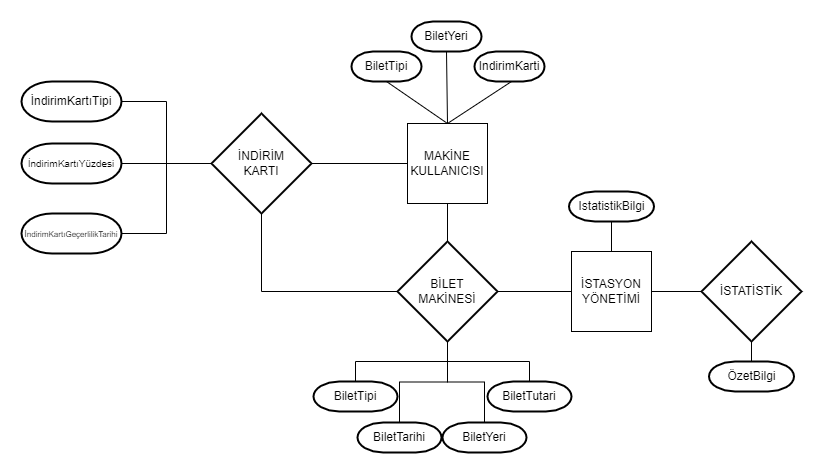 BiletYeri
BiletTipi
IndirimKarti
İndirimKartıTipi
İNDİRİM
KARTI
MAKİNE
KULLANICISI
İndirimKartıYüzdesi
İndirimKartıGeçerlilikTarihi
IstatistikBilgi
BİLET
MAKİNESİ
İSTASYON
YÖNETİMİ
İSTATİSTİK
BiletTipi
BiletTutari
ÖzetBilgi
BiletTarihi
BiletYeri